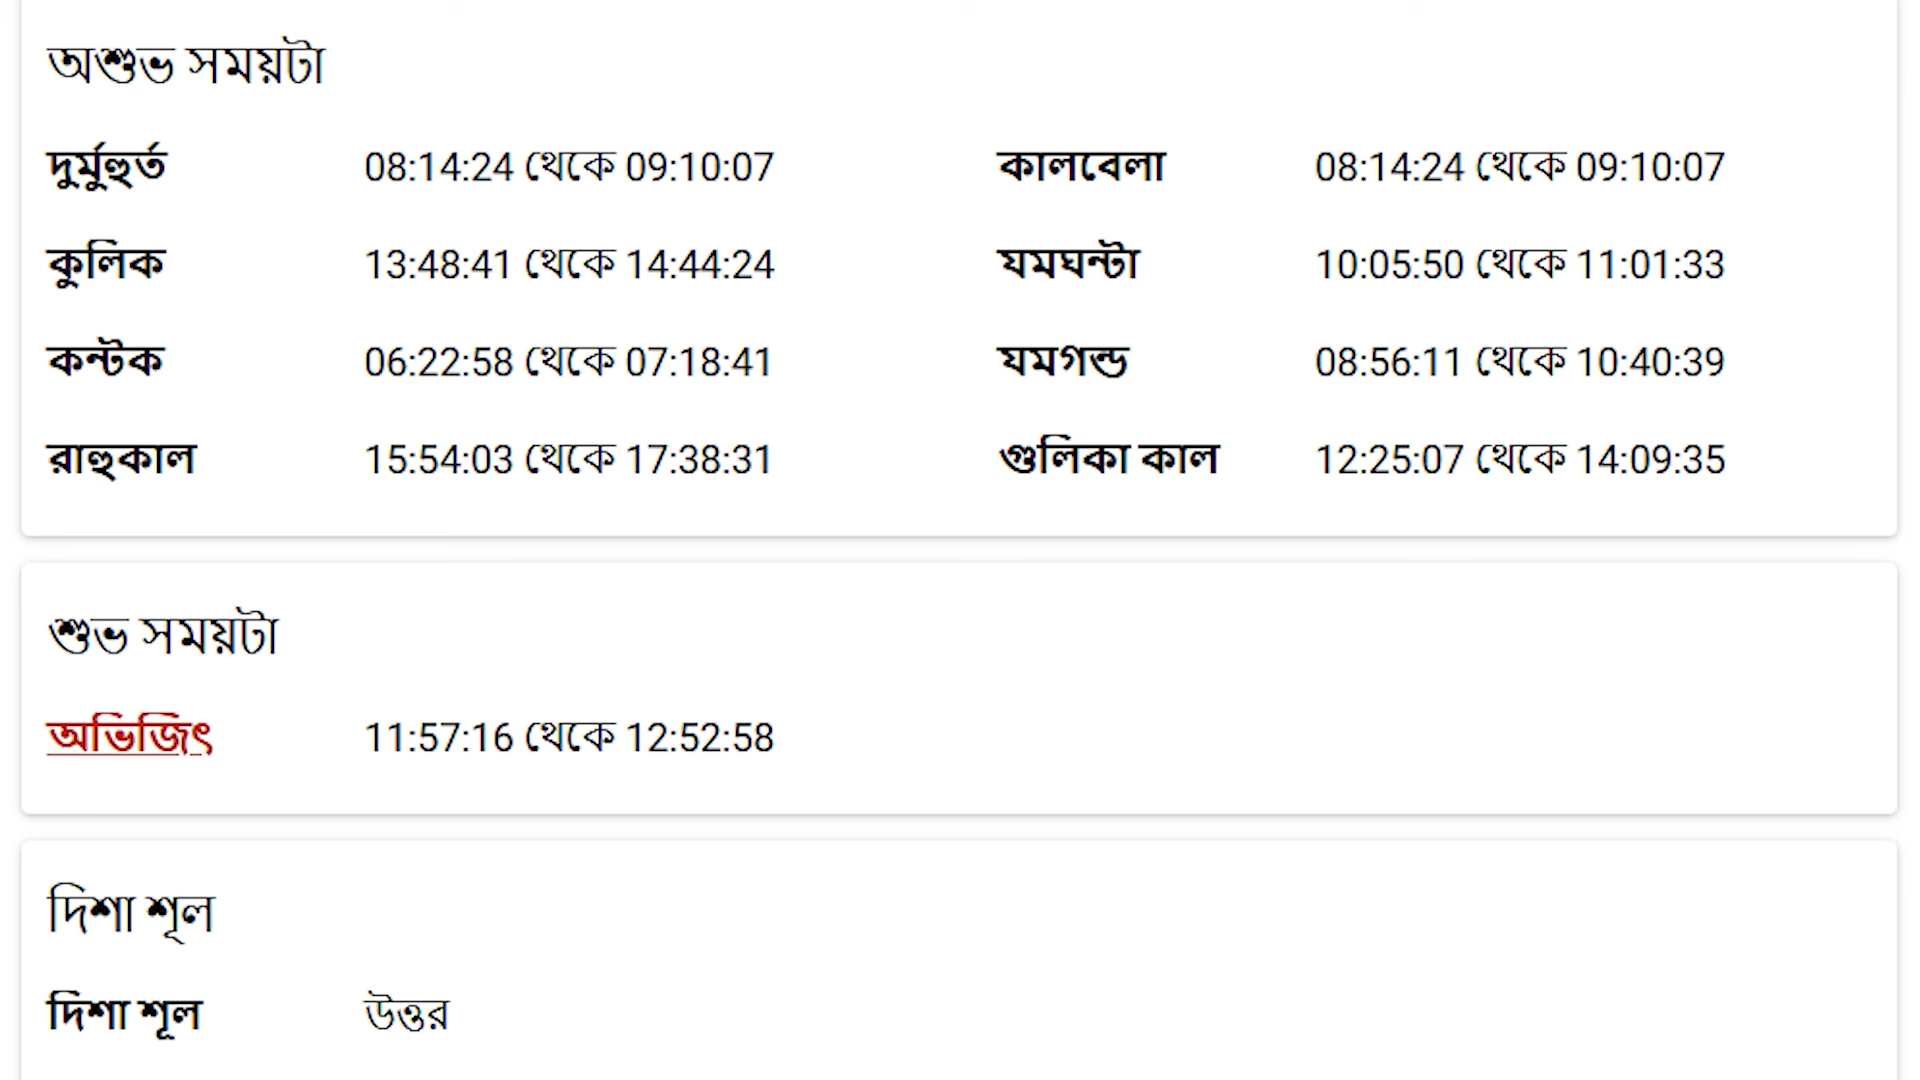 অশুভ সময়টা
দুর্মুহুর্ত 08:14:24 থেকে 09:10:07 কালবেলা 08:14:24 থেকে 09:10:07
কুলিক 13:48:41 থেকে 14:44:24 যমঘন্টা 10:05:50 থেকে 11:01:33
কন্টক 06:22:58 থেকে 07:18:41 যমগন্ড 08:56:11 থেকে 10:40:39
রাহুকাল 15:54:03 থেকে 17:38:31 গুলিকা কাল 12:25:07 থেকে 14:09:35
শুভ সময়টা
অভিজিৎ 11:57:16 থেকে 12:52:58
দিশা শূল
দিশা শূল উত্তর